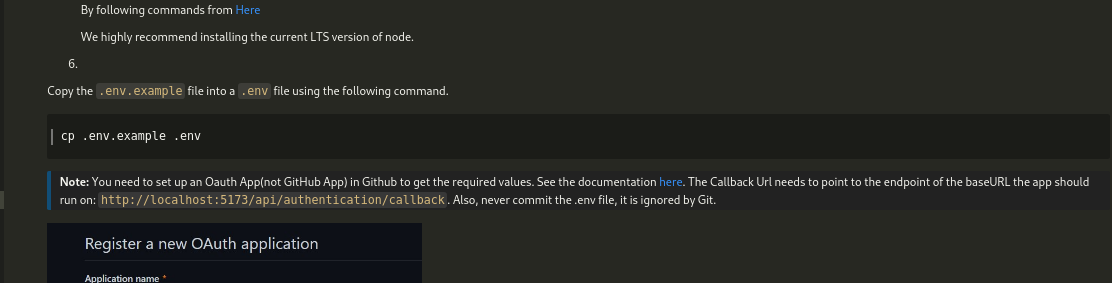 By following commands from Here
We highly recommend installing the current LTS version of node.
6.
Copy the .env.example file into a .env file using the following command.
cp .env.example .env
Note: You need to set up an Oauth App(not GitHub App) in Github to get the required values. See the documentation here. The Callback Url needs to point to the endpoint of the baseURL the app should
run on: http://localhost:5173/api/authentication/callback. Also, never commit the .env file, it is ignored by Git.
Register a new OAuth application
Application name *